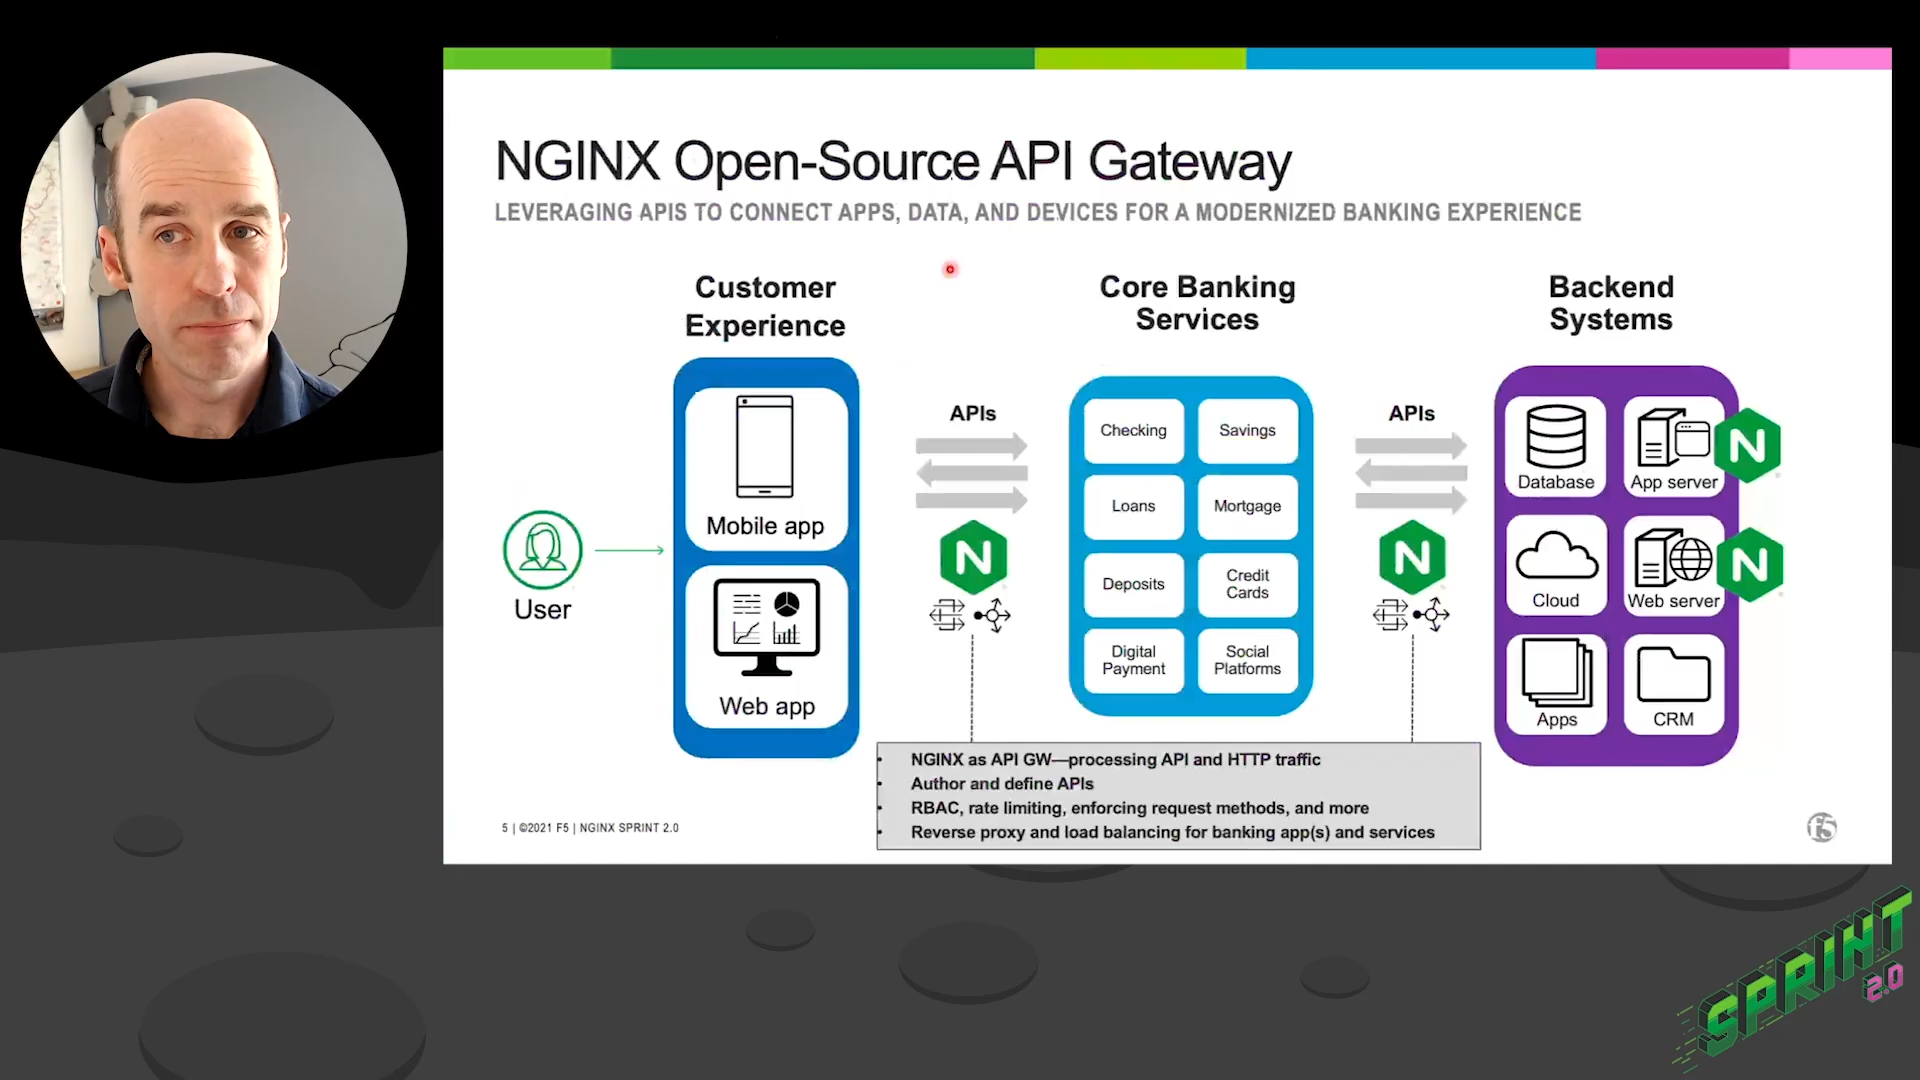 NGINX Open-Source API Gateway
LEVERAGING APIS TO CONNECT APPS, DATA, AND DEVICES FOR A MODERNIZED BANKING EXPERIENCE
Customer
Experience
Core Banking
Services
Backend
Systems
User
Mobile app
Web app
APIs
N
Checking
Savings
Loans
Mortgage
Deposits
Credit
Cards
Digital
Payment
Social
Platforms
APIs
N
Database
App server
N
Cloud
Web server
N
Apps
CRM
• NGINX as API GW—processing API and HTTP traffic
• Author and define APIs
• RBAC, rate limiting, enforcing request methods, and more
• Reverse proxy and load balancing for banking app(s) and services
5 | ©2021 F5 | NGINX SPRINT 2.0
f5
SPRINT
2.0